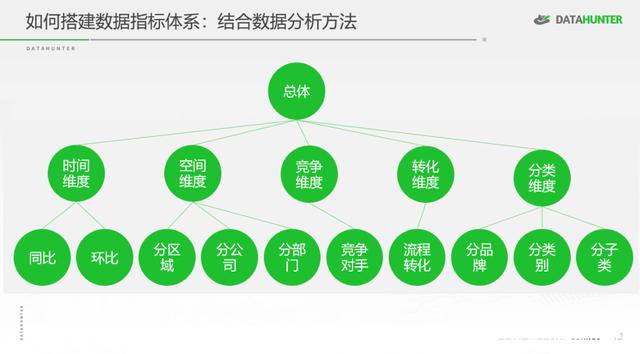 如何搭建数据指标体系：结合数据分析方法
DATAHUNTER
DATAHUNTER
总体
时间
维度
空间
维度
竞争
维度
转化
维度
分类
维度
同比
环比
分区
域
分公
司
分部
门
竞争
对手
流程
转化
分品
牌
分类
别
分子
类
DATAHUNTER